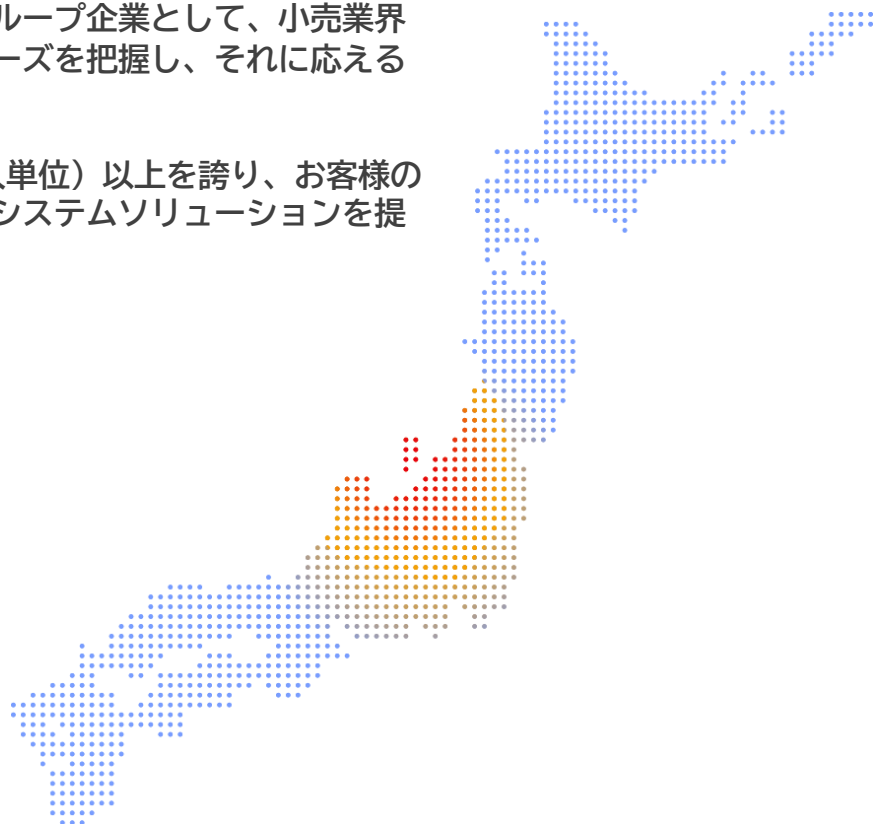 ループ企業として、小売業界
ーズを把握し、それに応える
単位）以上を誇り、お客様の
システムソリューションを提